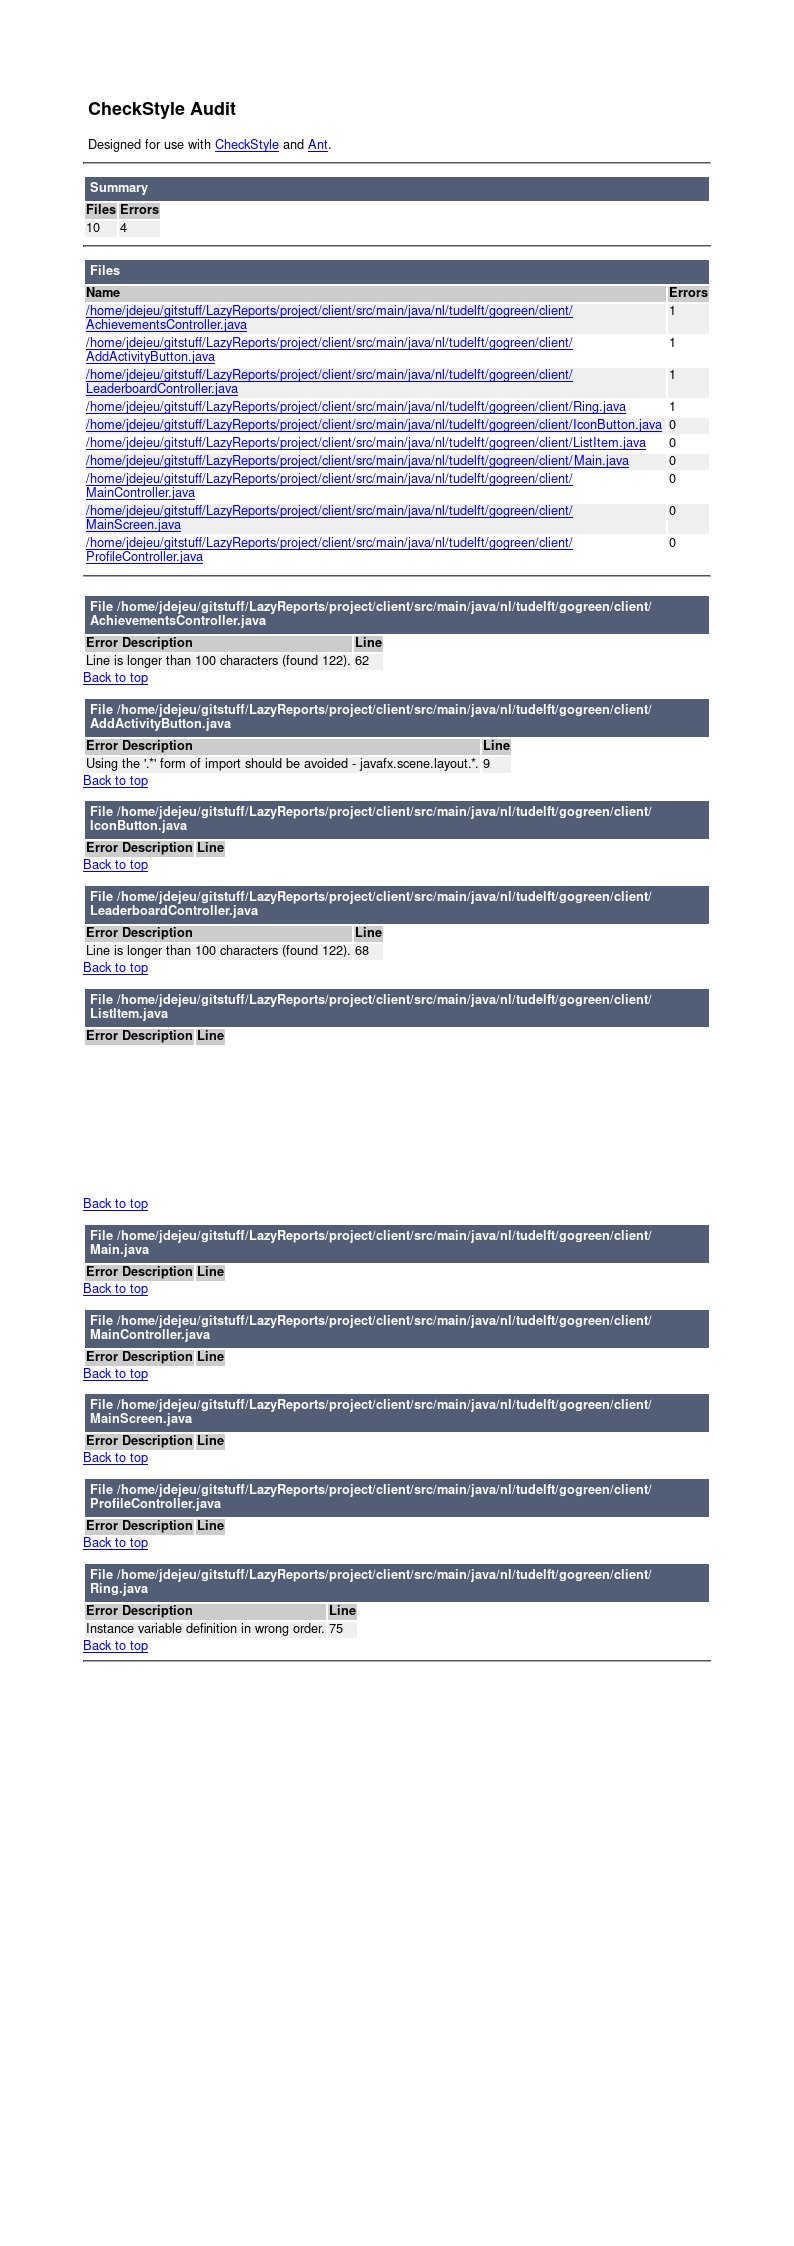 CheckStyle Audit
Designed for use with CheckStyle and Ant.
Summary
Files Errors
10 4
Files
Name Errors
/home/jdejeu/gitstuff/LazyReports/project/client/src/main/java/nl/tudelft/gogreen/client/ 1
AchievementsController.java
/home/jdejeu/gitstuff/LazyReports/project/client/src/main/java/nl/tudelft/gogreen/client/ 1
AddActivityButton.java
/home/jdejeu/gitstuff/LazyReports/project/client/src/main/java/nl/tudelft/gogreen/client/ 1
LeaderboardController.java
/home/jdejeu/gitstuff/LazyReports/project/client/src/main/java/nl/tudelft/gogreen/client/Ring.java 1
/home/jdejeu/gitstuff/LazyReports/project/client/src/main/java/nl/tudelft/gogreen/client/IconButton.java 0
/home/jdejeu/gitstuff/LazyReports/project/client/src/main/java/nl/tudelft/gogreen/client/ListItem.java 0
/home/jdejeu/gitstuff/LazyReports/project/client/src/main/java/nl/tudelft/gogreen/client/Main.java 0
/home/jdejeu/gitstuff/LazyReports/project/client/src/main/java/nl/tudelft/gogreen/client/ 0
MainController.java
/home/jdejeu/gitstuff/LazyReports/project/client/src/main/java/nl/tudelft/gogreen/client/ 0
MainScreen.java
/home/jdejeu/gitstuff/LazyReports/project/client/src/main/java/nl/tudelft/gogreen/client/ 0
ProfileController.java
File /home/jdejeu/gitstuff/LazyReports/project/client/src/main/java/nl/tudelft/gogreen/client/
AchievementsController.java
Error Description Line
Line is longer than 100 characters (found 122). 62
Back to top
File /home/jdejeu/gitstuff/LazyReports/project/client/src/main/java/nl/tudelft/gogreen/client/
AddActivityButton.java
Error Description Line
Using the '.*' form of import should be avoided - javafx.scene.layout.*. 9
Back to top
File /home/jdejeu/gitstuff/LazyReports/project/client/src/main/java/nl/tudelft/gogreen/client/
IconButton.java
Error Description Line
Back to top
File /home/jdejeu/gitstuff/LazyReports/project/client/src/main/java/nl/tudelft/gogreen/client/
LeaderboardController.java
Error Description Line
Line is longer than 100 characters (found 122). 68
Back to top
File /home/jdejeu/gitstuff/LazyReports/project/client/src/main/java/nl/tudelft/gogreen/client/
ListItem.java
Error Description Line
Back to top
File /home/jdejeu/gitstuff/LazyReports/project/client/src/main/java/nl/tudelft/gogreen/client/
Main.java
Error Description Line
Back to top
File /home/jdejeu/gitstuff/LazyReports/project/client/src/main/java/nl/tudelft/gogreen/client/
MainController.java
Error Description Line
Back to top
File /home/jdejeu/gitstuff/LazyReports/project/client/src/main/java/nl/tudelft/gogreen/client/
MainScreen.java
Error Description Line
Back to top
File /home/jdejeu/gitstuff/LazyReports/project/client/src/main/java/nl/tudelft/gogreen/client/
ProfileController.java
Error Description Line
Back to top
File /home/jdejeu/gitstuff/LazyReports/project/client/src/main/java/nl/tudelft/gogreen/client/
Ring.java
Error Description Line
Instance variable definition in wrong order. 75
Back to top